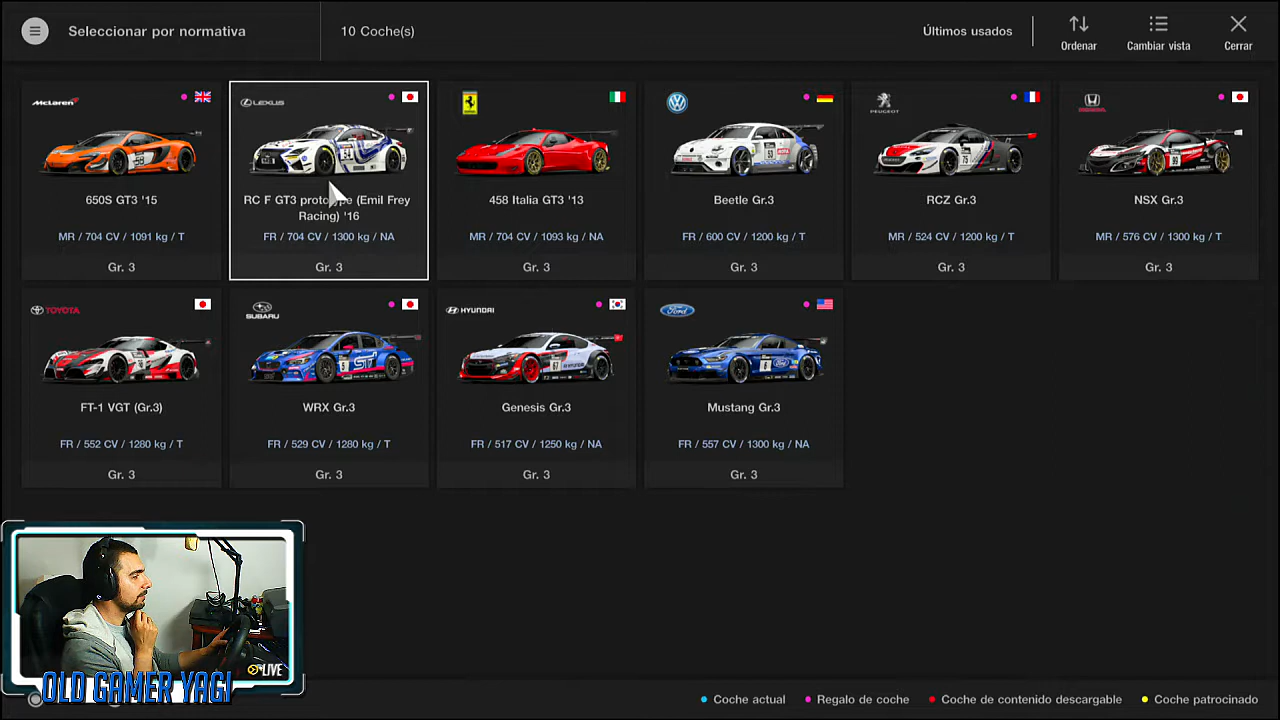 Seleccionar por normativa
10 Coche(s)
Últimos usados
Ordenar
Cambiar vista
Cerrar
McLaren
650S GT3 '15
MR / 704 CV / 1091 kg / T
Gr. 3
LEXUS
RC F GT3 prototype (Emil Frey
Racing) '16
FR / 704 CV / 1300 kg / NA
Gr. 3
458 Italia GT3 '13
MR / 704 CV / 1093 kg / NA
Gr. 3
Beetle Gr.3
FR / 600 CV / 1200 kg / T
Gr. 3
PEUGEOT
RCZ Gr.3
MR / 524 CV / 1200 kg / T
Gr. 3
HONDA
NSX Gr.3
MR / 576 CV / 1300 kg / T
Gr. 3
TOYOTA
FT-1 VGT (Gr.3)
FR / 552 CV / 1280 kg / T
Gr. 3
SUBARU
WRX Gr.3
FR / 529 CV / 1280 kg / T
Gr. 3
HYUNDAI
Genesis Gr.3
FR / 517 CV / 1250 kg / NA
Gr. 3
Ford
Mustang Gr.3
FR / 557 CV / 1300 kg / NA
Gr. 3
LIVE
OLD GAMER YAGI
Coche actual
Regalo de coche
Coche de contenido descargable
Coche patrocinado